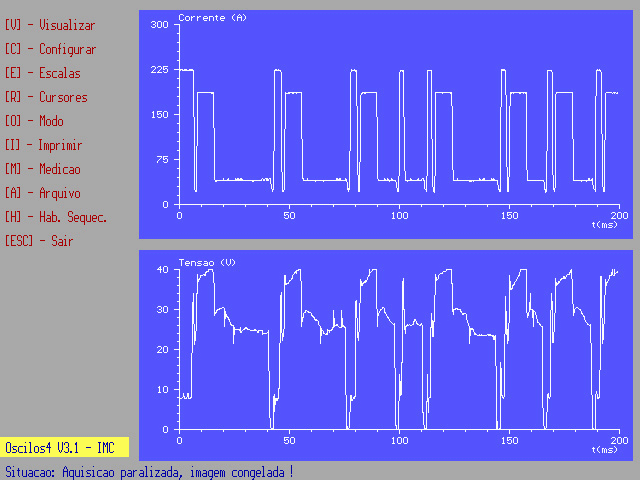 [V] - Visualizar
[C] - Configurar
[E] - Escalas
[R] - Cursores
[O] - Modo
[I] - Imprimir
[M] - Medicao
[A] - Arquivo
[H] - Hab. Sequec.
[ESC] - Sair
Corrente (A)
300
225
150
75
0
0 50 100 150 200
t(ms)
Tensao (V)
40
30
20
10
0
0 50 100 150 200
t(ms)
Oscilos4 V3.1 - IMC
Situacao: Aquisicao paralizada, imagem congelada !